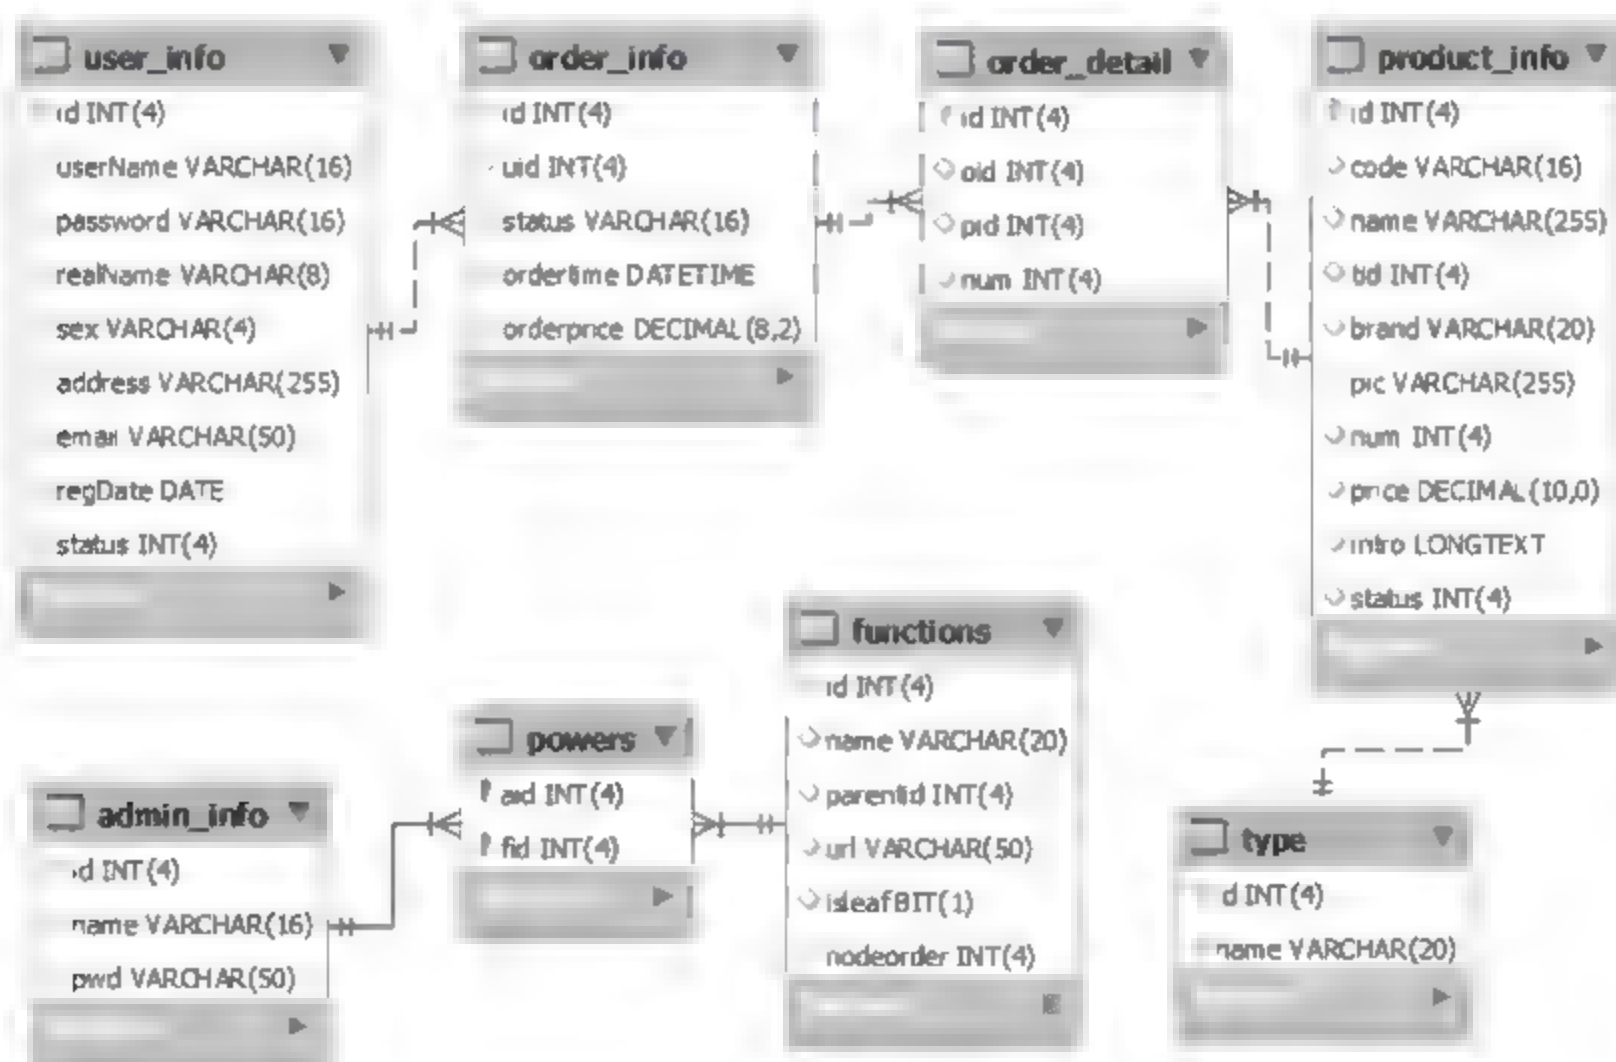 user_info
id INT(4)
userName VARCHAR(16)
password VARCHAR(16)
realName VARCHAR(8)
sex VARCHAR(4)
address VARCHAR(255)
email VARCHAR(50)
regDate DATE
status INT(4)
order_info
id INT(4)
uid INT(4)
status VARCHAR(16)
ordertime DATETIME
orderprice DECIMAL(8,2)
order_detail
id INT(4)
oid INT(4)
pid INT(4)
num INT(4)
product_info
id INT(4)
code VARCHAR(16)
name VARCHAR(255)
tid INT(4)
brand VARCHAR(20)
pic VARCHAR(255)
num INT(4)
price DECIMAL(10,0)
intro LONGTEXT
status INT(4)
admin_info
id INT(4)
name VARCHAR(16)
pwd VARCHAR(50)
powers
aid INT(4)
fid INT(4)
functions
id INT(4)
name VARCHAR(20)
parentid INT(4)
url VARCHAR(50)
isleaf BIT(1)
nodeorder INT(4)
type
id INT(4)
name VARCHAR(20)